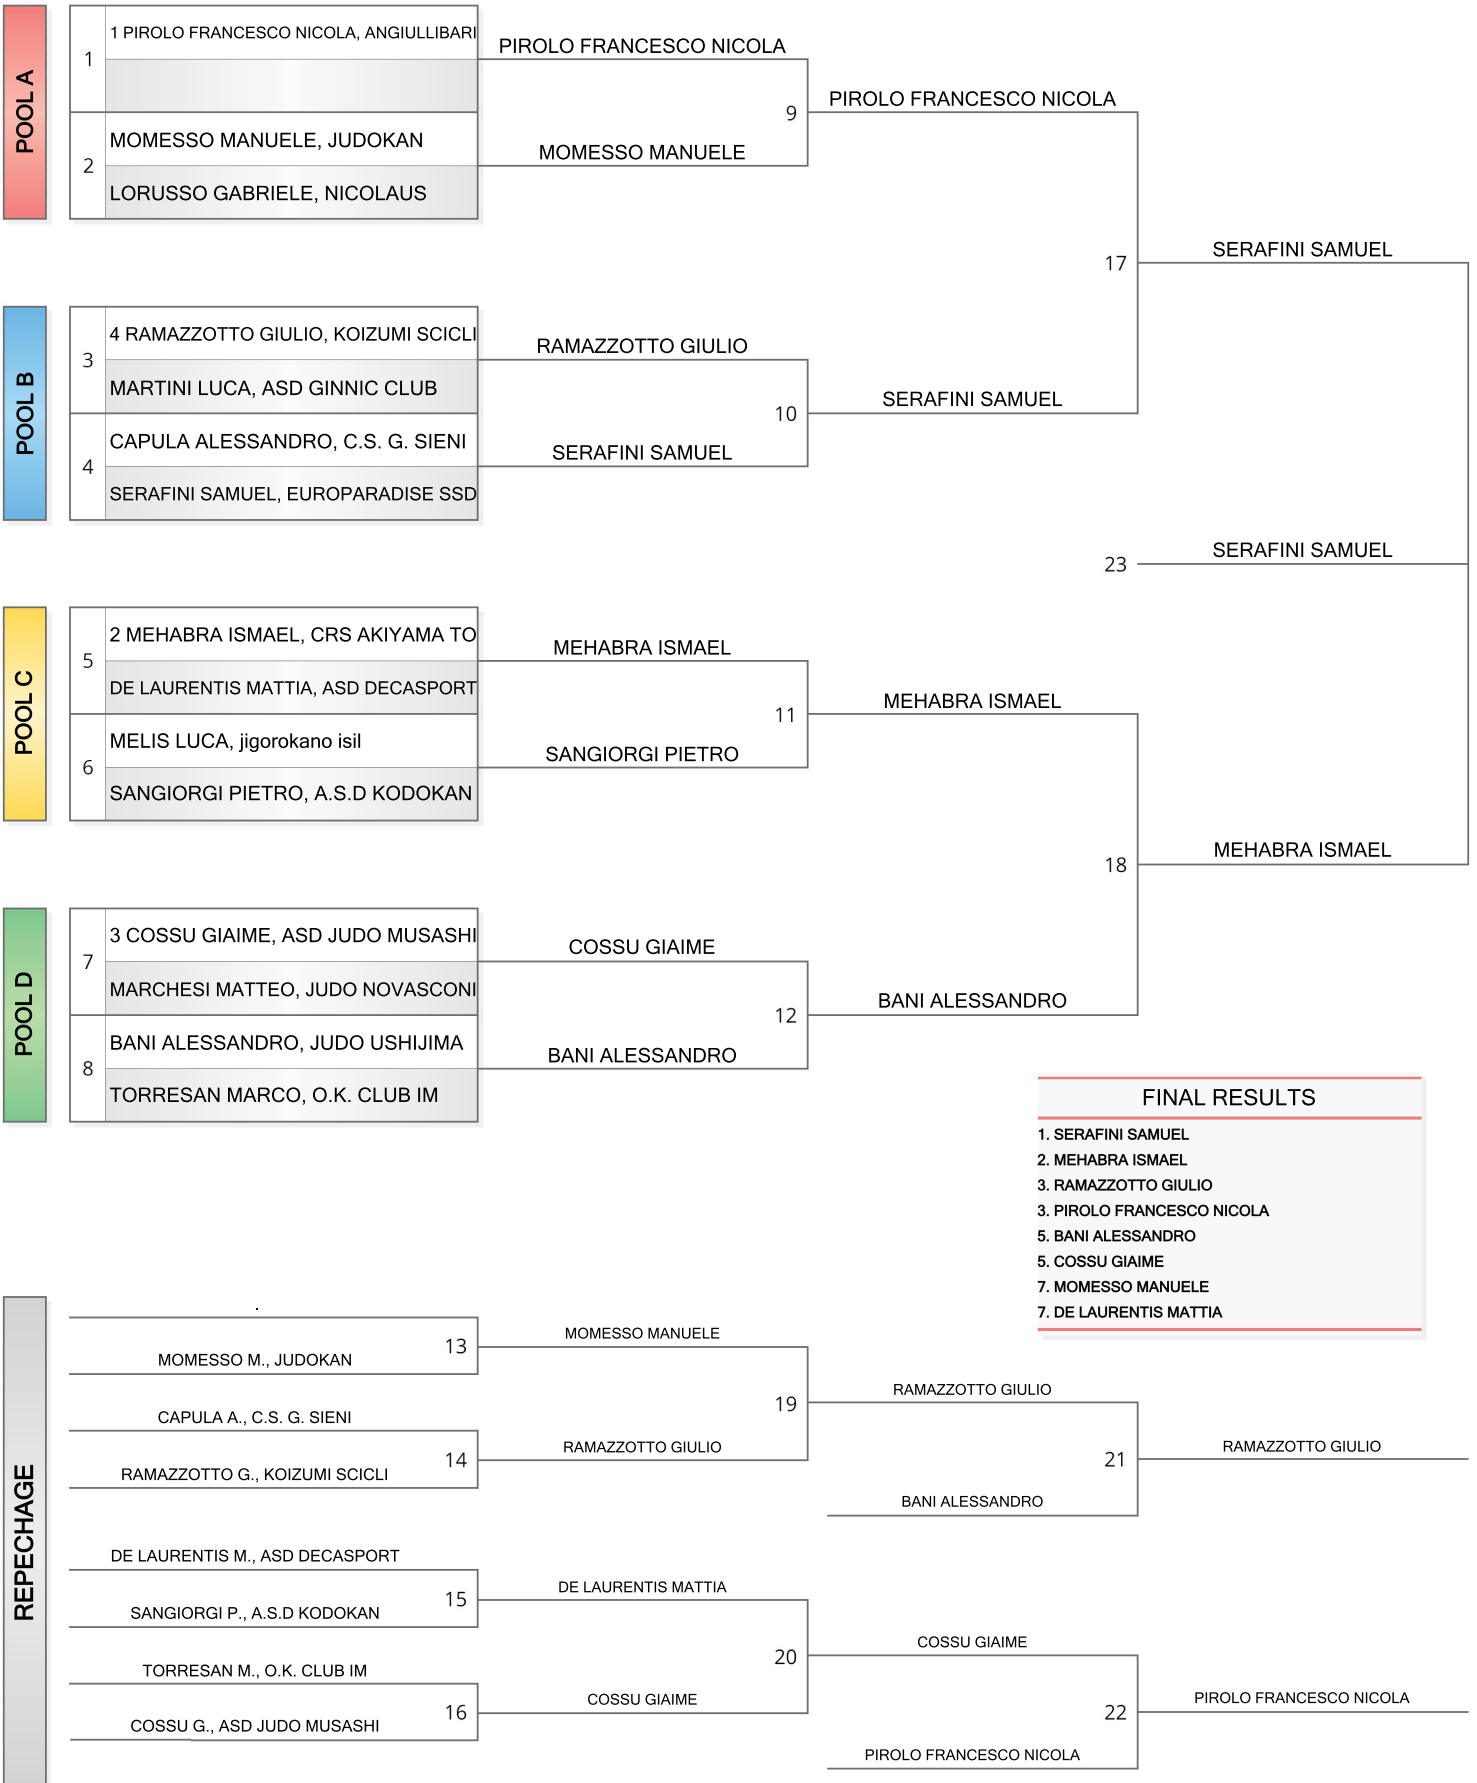 POOL A
1
1 PIROLO FRANCESCO NICOLA, ANGIULLIBARI
2
MOMESSO MANUELE, JUDOKAN
LORUSSO GABRIELE, NICOLAUS
PIROLO FRANCESCO NICOLA
9
MOMESSO MANUELE
PIROLO FRANCESCO NICOLA
17
SERAFINI SAMUEL
POOL B
3
4 RAMAZZOTTO GIULIO, KOIZUMI SCICLI
MARTINI LUCA, ASD GINNIC CLUB
4
CAPULA ALESSANDRO, C.S. G. SIENI
SERAFINI SAMUEL, EUROPARADISE SSD
RAMAZZOTTO GIULIO
10
SERAFINI SAMUEL
SERAFINI SAMUEL
23
SERAFINI SAMUEL
POOL C
5
2 MEHABRA ISMAEL, CRS AKIYAMA TO
DE LAURENTIS MATTIA, ASD DECASPORT
6
MELIS LUCA, jigorokano isil
SANGIORGI PIETRO, A.S.D KODOKAN
MEHABRA ISMAEL
11
SANGIORGI PIETRO
MEHABRA ISMAEL
18
MEHABRA ISMAEL
POOL D
7
3 COSSU GIAIME, ASD JUDO MUSASHI
MARCHESI MATTEO, JUDO NOVASCONI
8
BANI ALESSANDRO, JUDO USHIJIMA
TORRESAN MARCO, O.K. CLUB IM
COSSU GIAIME
12
BANI ALESSANDRO
BANI ALESSANDRO
FINAL RESULTS
1. SERAFINI SAMUEL
2. MEHABRA ISMAEL
3. RAMAZZOTTO GIULIO
3. PIROLO FRANCESCO NICOLA
5. BANI ALESSANDRO
5. COSSU GIAIME
7. MOMESSO MANUELE
7. DE LAURENTIS MATTIA
REPECHAGE
.
13
MOMESSO M., JUDOKAN
CAPULA A., C.S. G. SIENI
14
RAMAZZOTTO G., KOIZUMI SCICLI
MOMESSO MANUELE
19
RAMAZZOTTO GIULIO
RAMAZZOTTO GIULIO
21
BANI ALESSANDRO
RAMAZZOTTO GIULIO
DE LAURENTIS M., ASD DECASPORT
15
SANGIORGI P., A.S.D KODOKAN
TORRESAN M., O.K. CLUB IM
16
COSSU G., ASD JUDO MUSASHI
DE LAURENTIS MATTIA
20
COSSU GIAIME
COSSU GIAIME
22
PIROLO FRANCESCO NICOLA
PIROLO FRANCESCO NICOLA